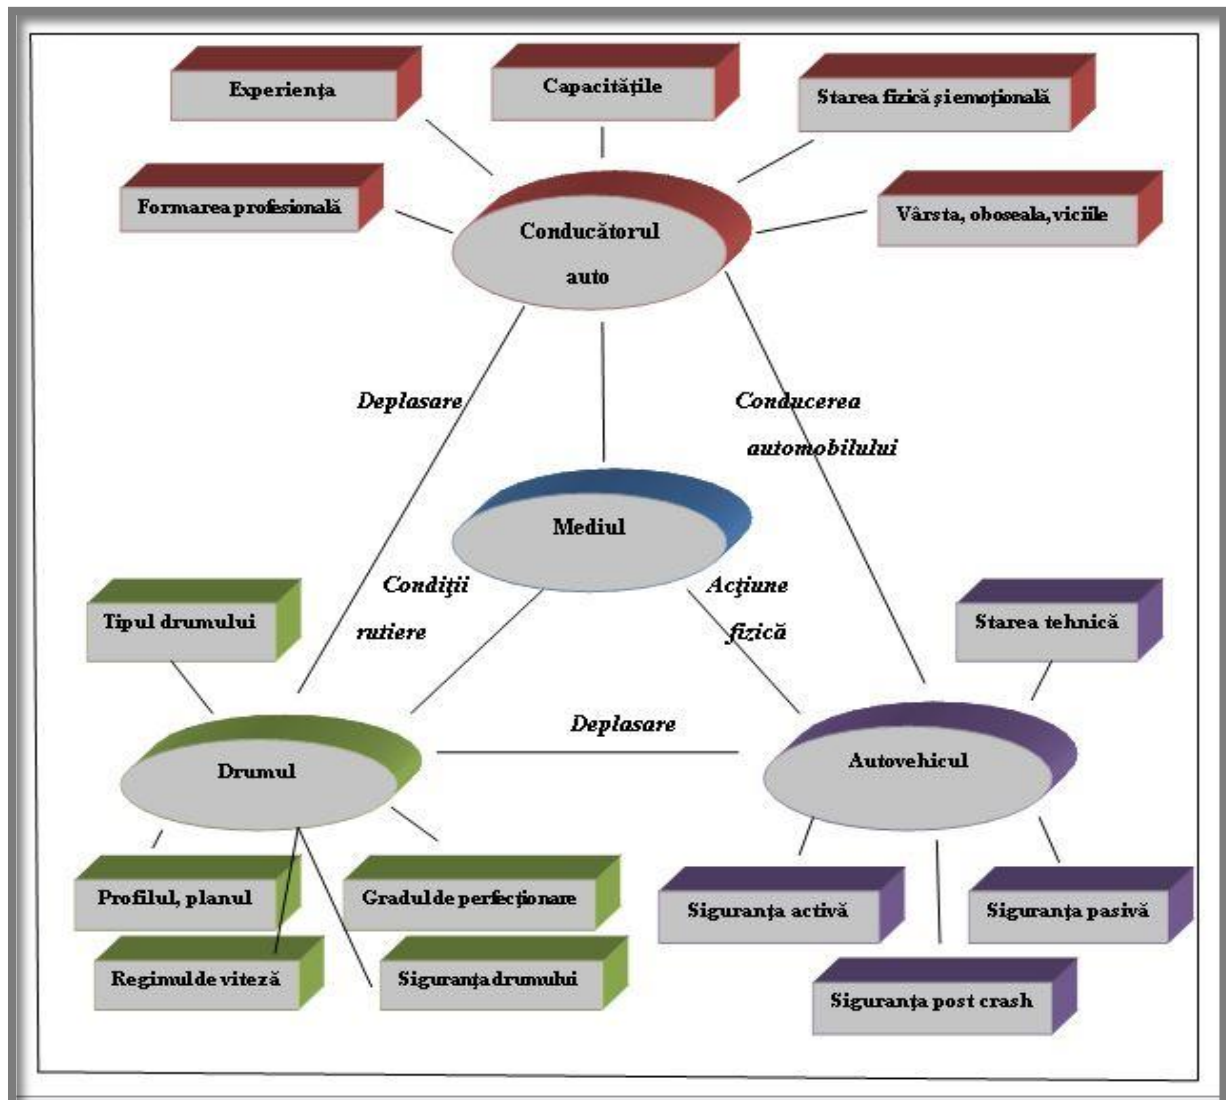 Experiența
Capacitățile
Starea fizică și emoțională
Formarea profesională
Vârsta, oboseala, viciile
Conducătorul
auto
Deplasare
Conducerea
automobilului
Mediul
Condiţii
rutiere
Acţiune
fizică
Tipul drumului
Starea tehnică
Deplasare
Drumul
Autovehicul
Profilul, planul
Gradul de perfecționare
Siguranța activă
Siguranța pasivă
Regimul de viteză
Siguranța drumului
Siguranța post crash